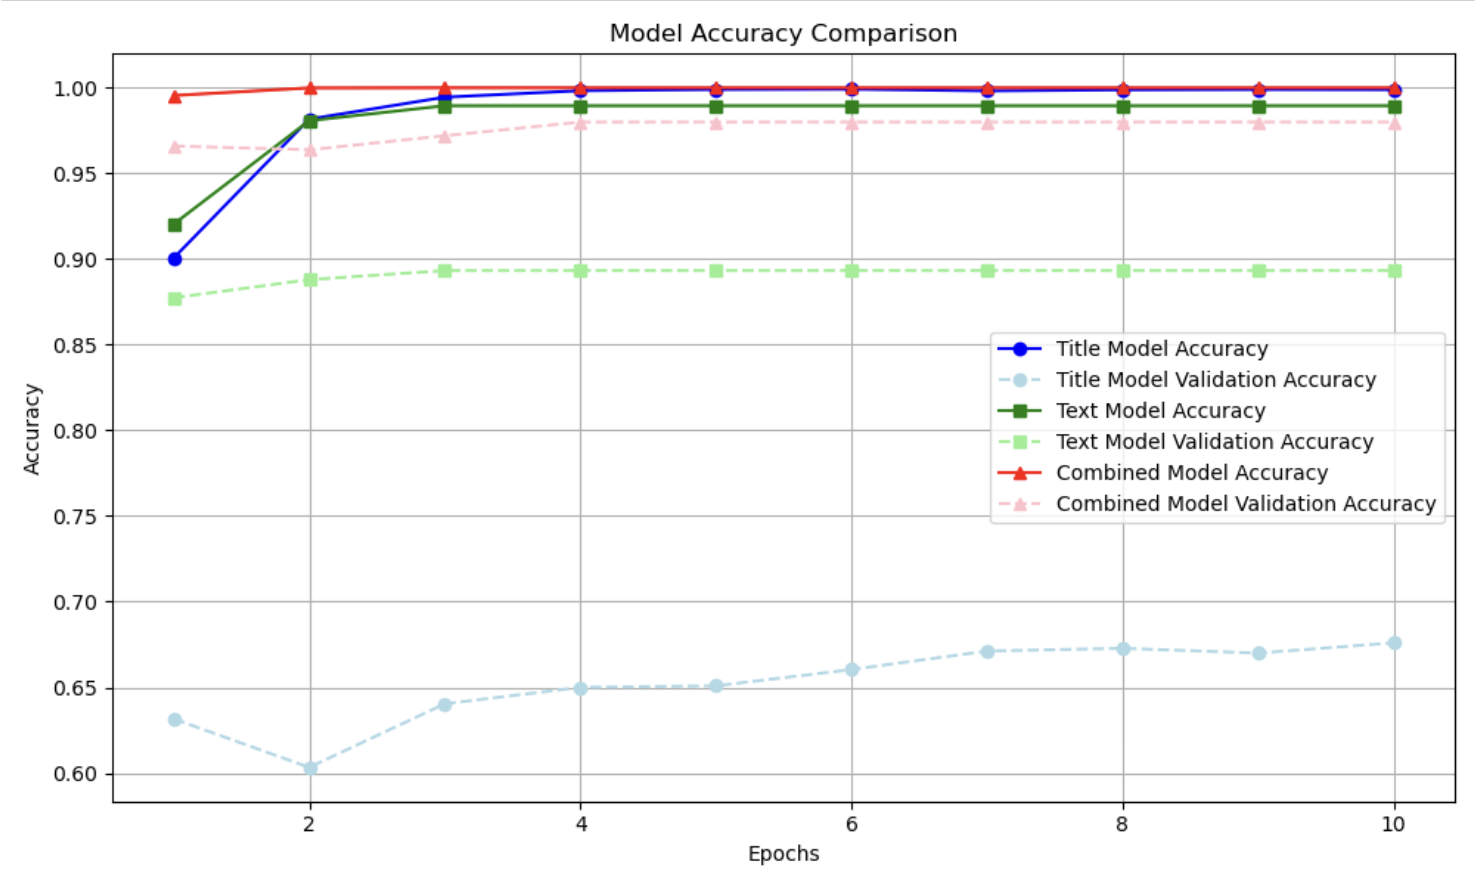 Model Accuracy Comparison
1.00
0.95
0.90
0.85
0.80
0.75
0.70
0.65
0.60
Accuracy
Title Model Accuracy
Title Model Validation Accuracy
Text Model Accuracy
Text Model Validation Accuracy
Combined Model Accuracy
Combined Model Validation Accuracy
2 4 6 8 10
Epochs